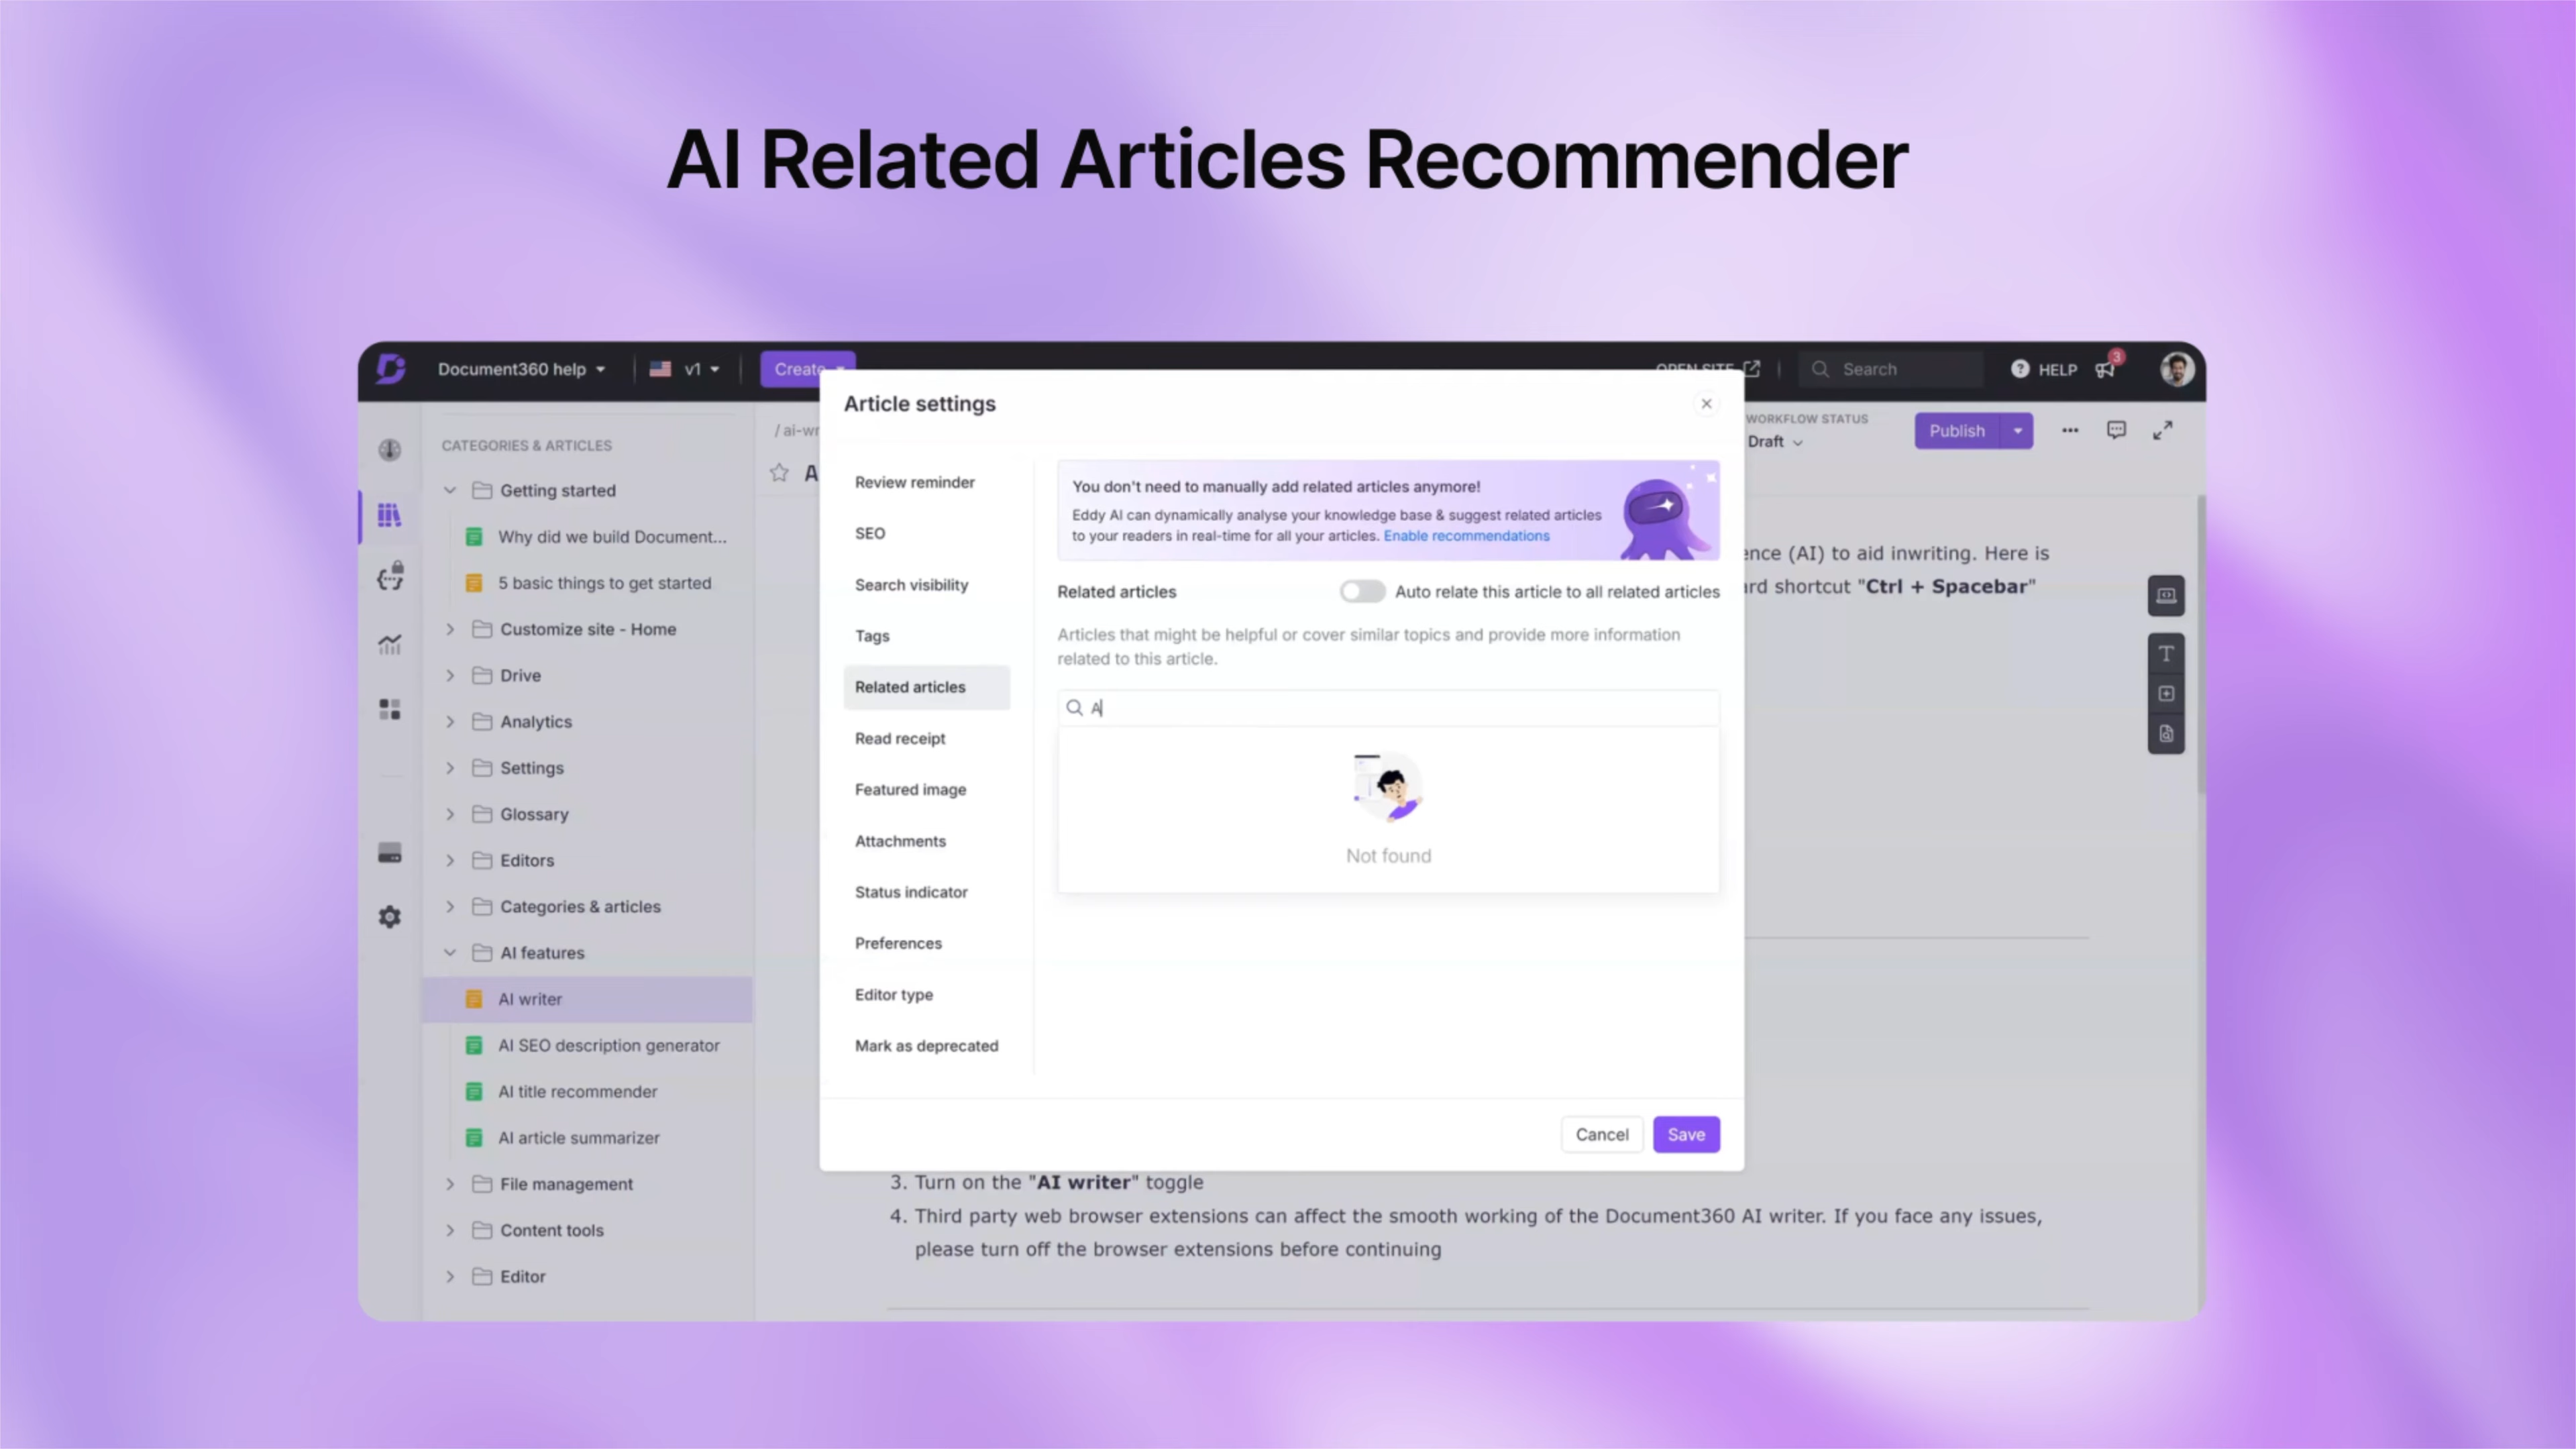 AI Related Articles Recommender
Document360 help
v1
Create
OPEN SITE
Search
HELP
3
CATEGORIES & ARTICLES
Getting started
Why did we build Document...
5 basic things to get started
Customize site - Home
Drive
Analytics
Settings
Glossary
Editors
Categories & articles
AI features
AI writer
AI SEO description generator
AI title recommender
AI article summarizer
File management
Content tools
Editor
/ ai-wr
A
WORKFLOW STATUS
Draft
Publish
Article settings
Review reminder
SEO
Search visibility
Tags
Related articles
Read receipt
Featured image
Attachments
Status indicator
Preferences
Editor type
Mark as deprecated
You don't need to manually add related articles anymore!
Eddy AI can dynamically analyse your knowledge base & suggest related articles
to your readers in real-time for all your articles. Enable recommendations
Related articles
Auto relate this article to all related articles
Articles that might be helpful or cover similar topics and provide more information
related to this article.
A
Not found
Cancel
Save
ence (AI) to aid inwriting. Here is
ard shortcut "Ctrl + Spacebar"
3. Turn on the "AI writer" toggle
4. Third party web browser extensions can affect the smooth working of the Document360 AI writer. If you face any issues,
please turn off the browser extensions before continuing